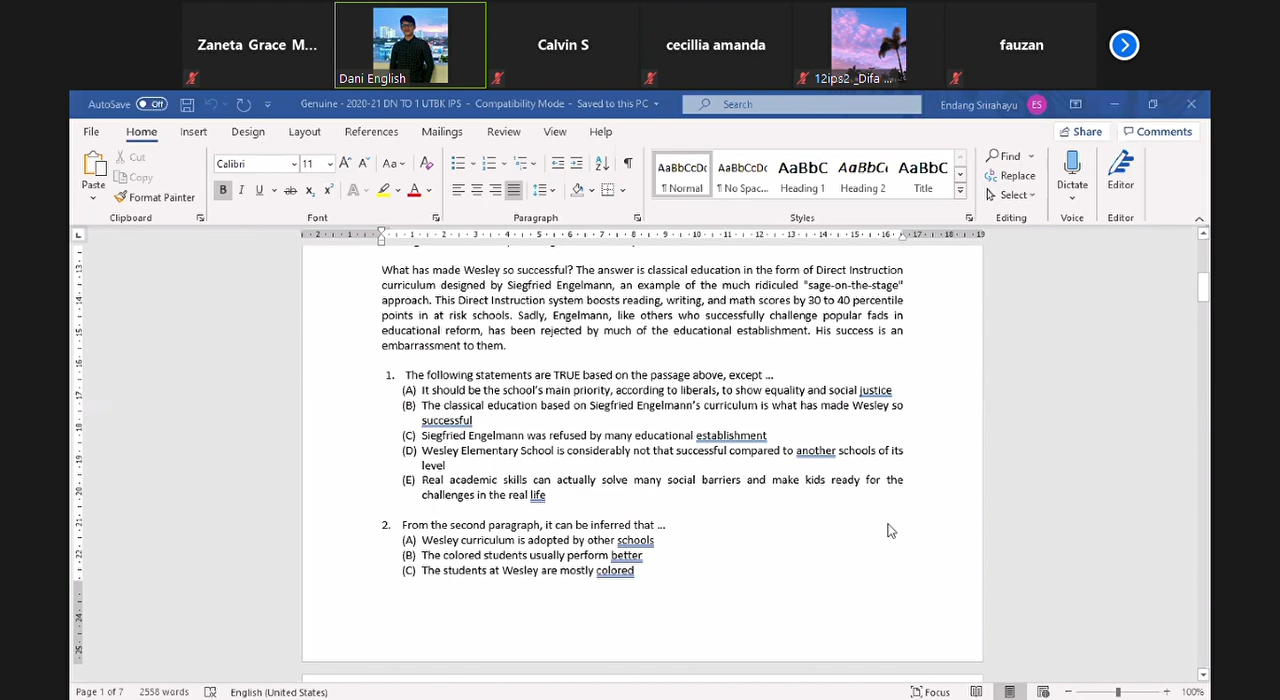 Zaneta Grace M...
Dani English
Calvin S
cecillia amanda
12ips2 _Difa ...
fauzan
AutoSave Off
Genuine - 2020-21 DN TO 1 UTBK IPS - Compatibility Mode - Saved to this PC
Search
Endang Srirahayu ES
File Home Insert Design Layout References Mailings Review View Help
Share Comments
Paste
Cut
Copy
Format Painter
Clipboard
Calibri 11
Font
Paragraph
AaBbCcDc AaBbCcDc AaBbC AaBbCc AaBbC
¶ Normal ¶ No Spac... Heading 1 Heading 2 Title
Styles
Find
Replace
Select
Editing
Dictate
Voice
Editor
Editor
What has made Wesley so successful? The answer is classical education in the form of Direct Instruction
curriculum designed by Siegfried Engelmann, an example of the much ridiculed "sage-on-the-stage"
approach. This Direct Instruction system boosts reading, writing, and math scores by 30 to 40 percentile
points in at risk schools. Sadly, Engelmann, like others who successfully challenge popular fads in
educational reform, has been rejected by much of the educational establishment. His success is an
embarrassment to them.
1. The following statements are TRUE based on the passage above, except ...
(A) It should be the school's main priority, according to liberals, to show equality and social justice
(B) The classical education based on Siegfried Engelmann's curriculum is what has made Wesley so
successful
(C) Siegfried Engelmann was refused by many educational establishment
(D) Wesley Elementary School is considerably not that successful compared to another schools of its
level
(E) Real academic skills can actually solve many social barriers and make kids ready for the
challenges in the real life
2. From the second paragraph, it can be inferred that ...
(A) Wesley curriculum is adopted by other schools
(B) The colored students usually perform better
(C) The students at Wesley are mostly colored
Page 1 of 7 2558 words English (United States) Focus 100%